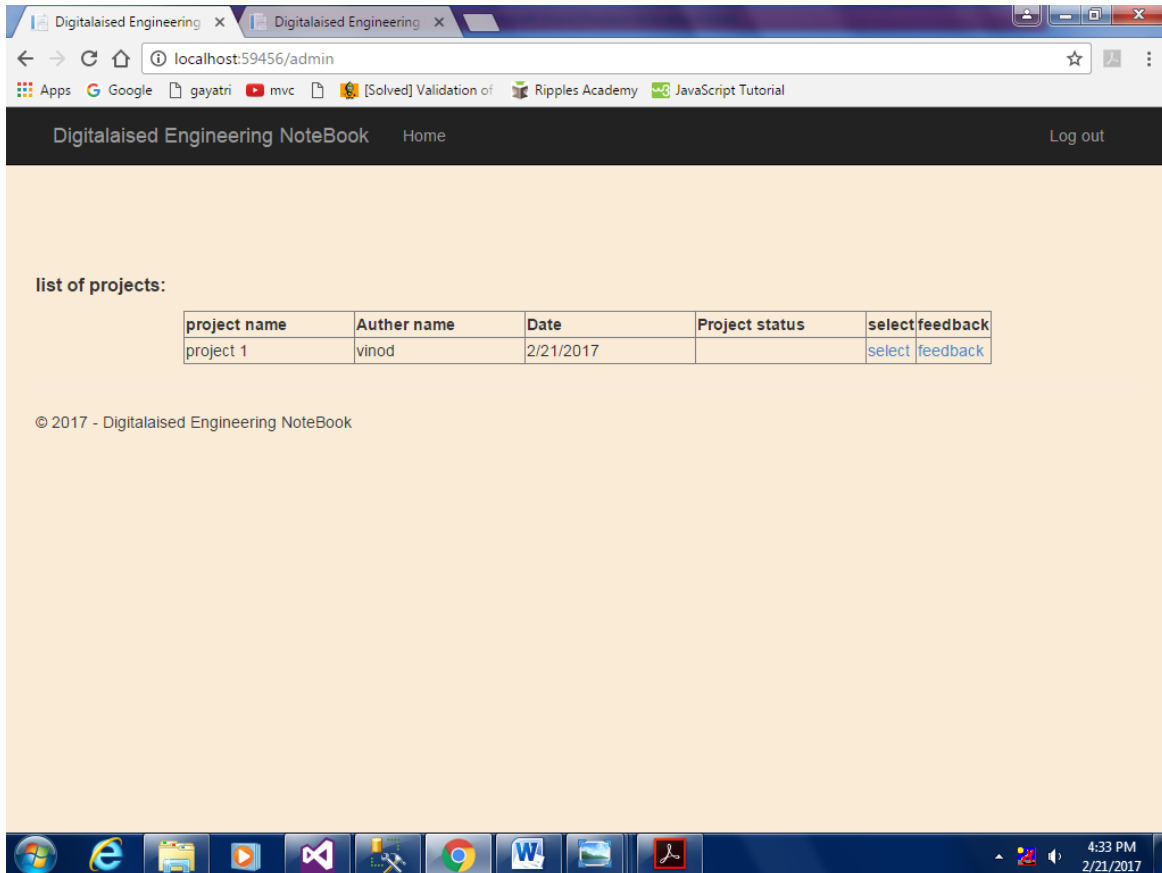 Digitalaised Engineering Digitalaised Engineering
localhost:59456/admin
Apps Google gayatri mvc [Solved] Validation of Ripples Academy JavaScript Tutorial
Digitalaised Engineering NoteBook Home Log out
list of projects:
project name Auther name Date Project status select feedback
project 1 vinod 2/21/2017 select feedback
© 2017 - Digitalaised Engineering NoteBook
4:33 PM
2/21/2017